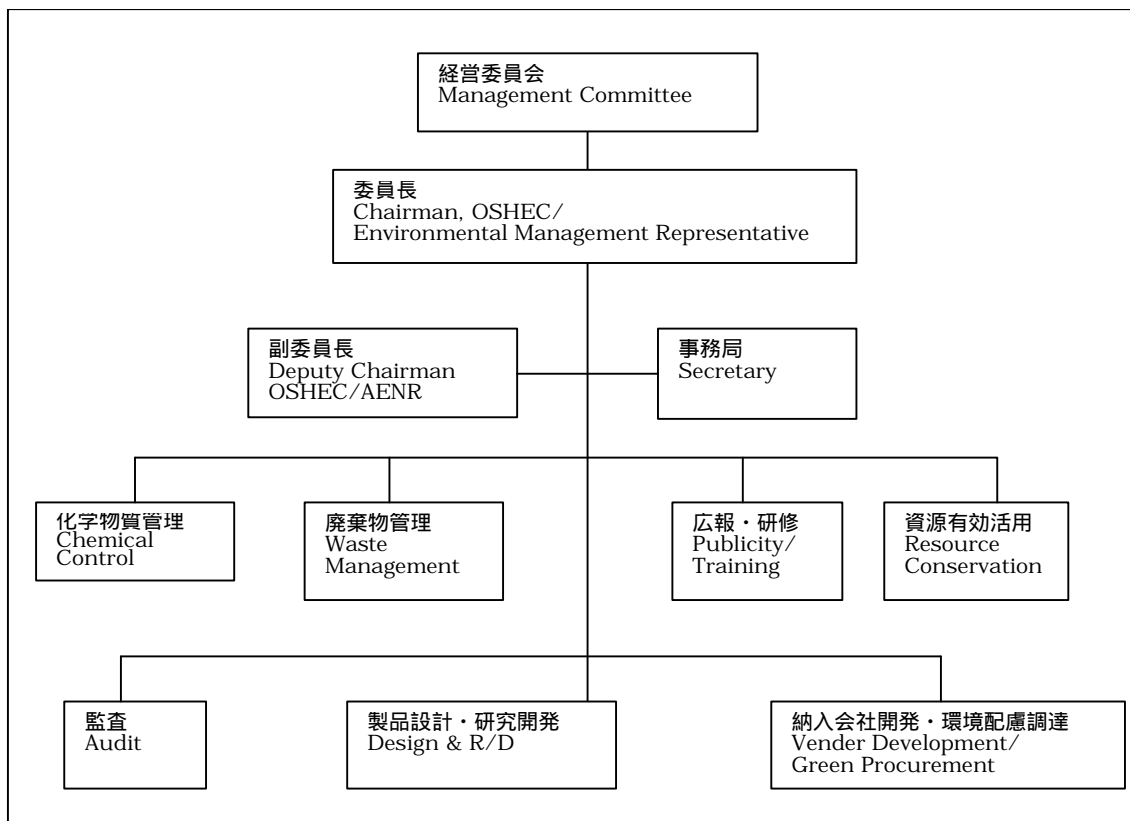 経営委員会
Management Committee
委員長
Chairman, OSHEC/
Environmental Management Representative
副委員長
Deputy Chairman
OSHEC/AENR
事務局
Secretary
化学物質管理
Chemical
Control
廃棄物管理
Waste
Management
広報・研修
Publicity/
Training
資源有効活用
Resource
Conservation
監査
Audit
製品設計・研究開発
Design & R/D
納入会社開発・環境配慮調達
Vender Development/
Green Procurement